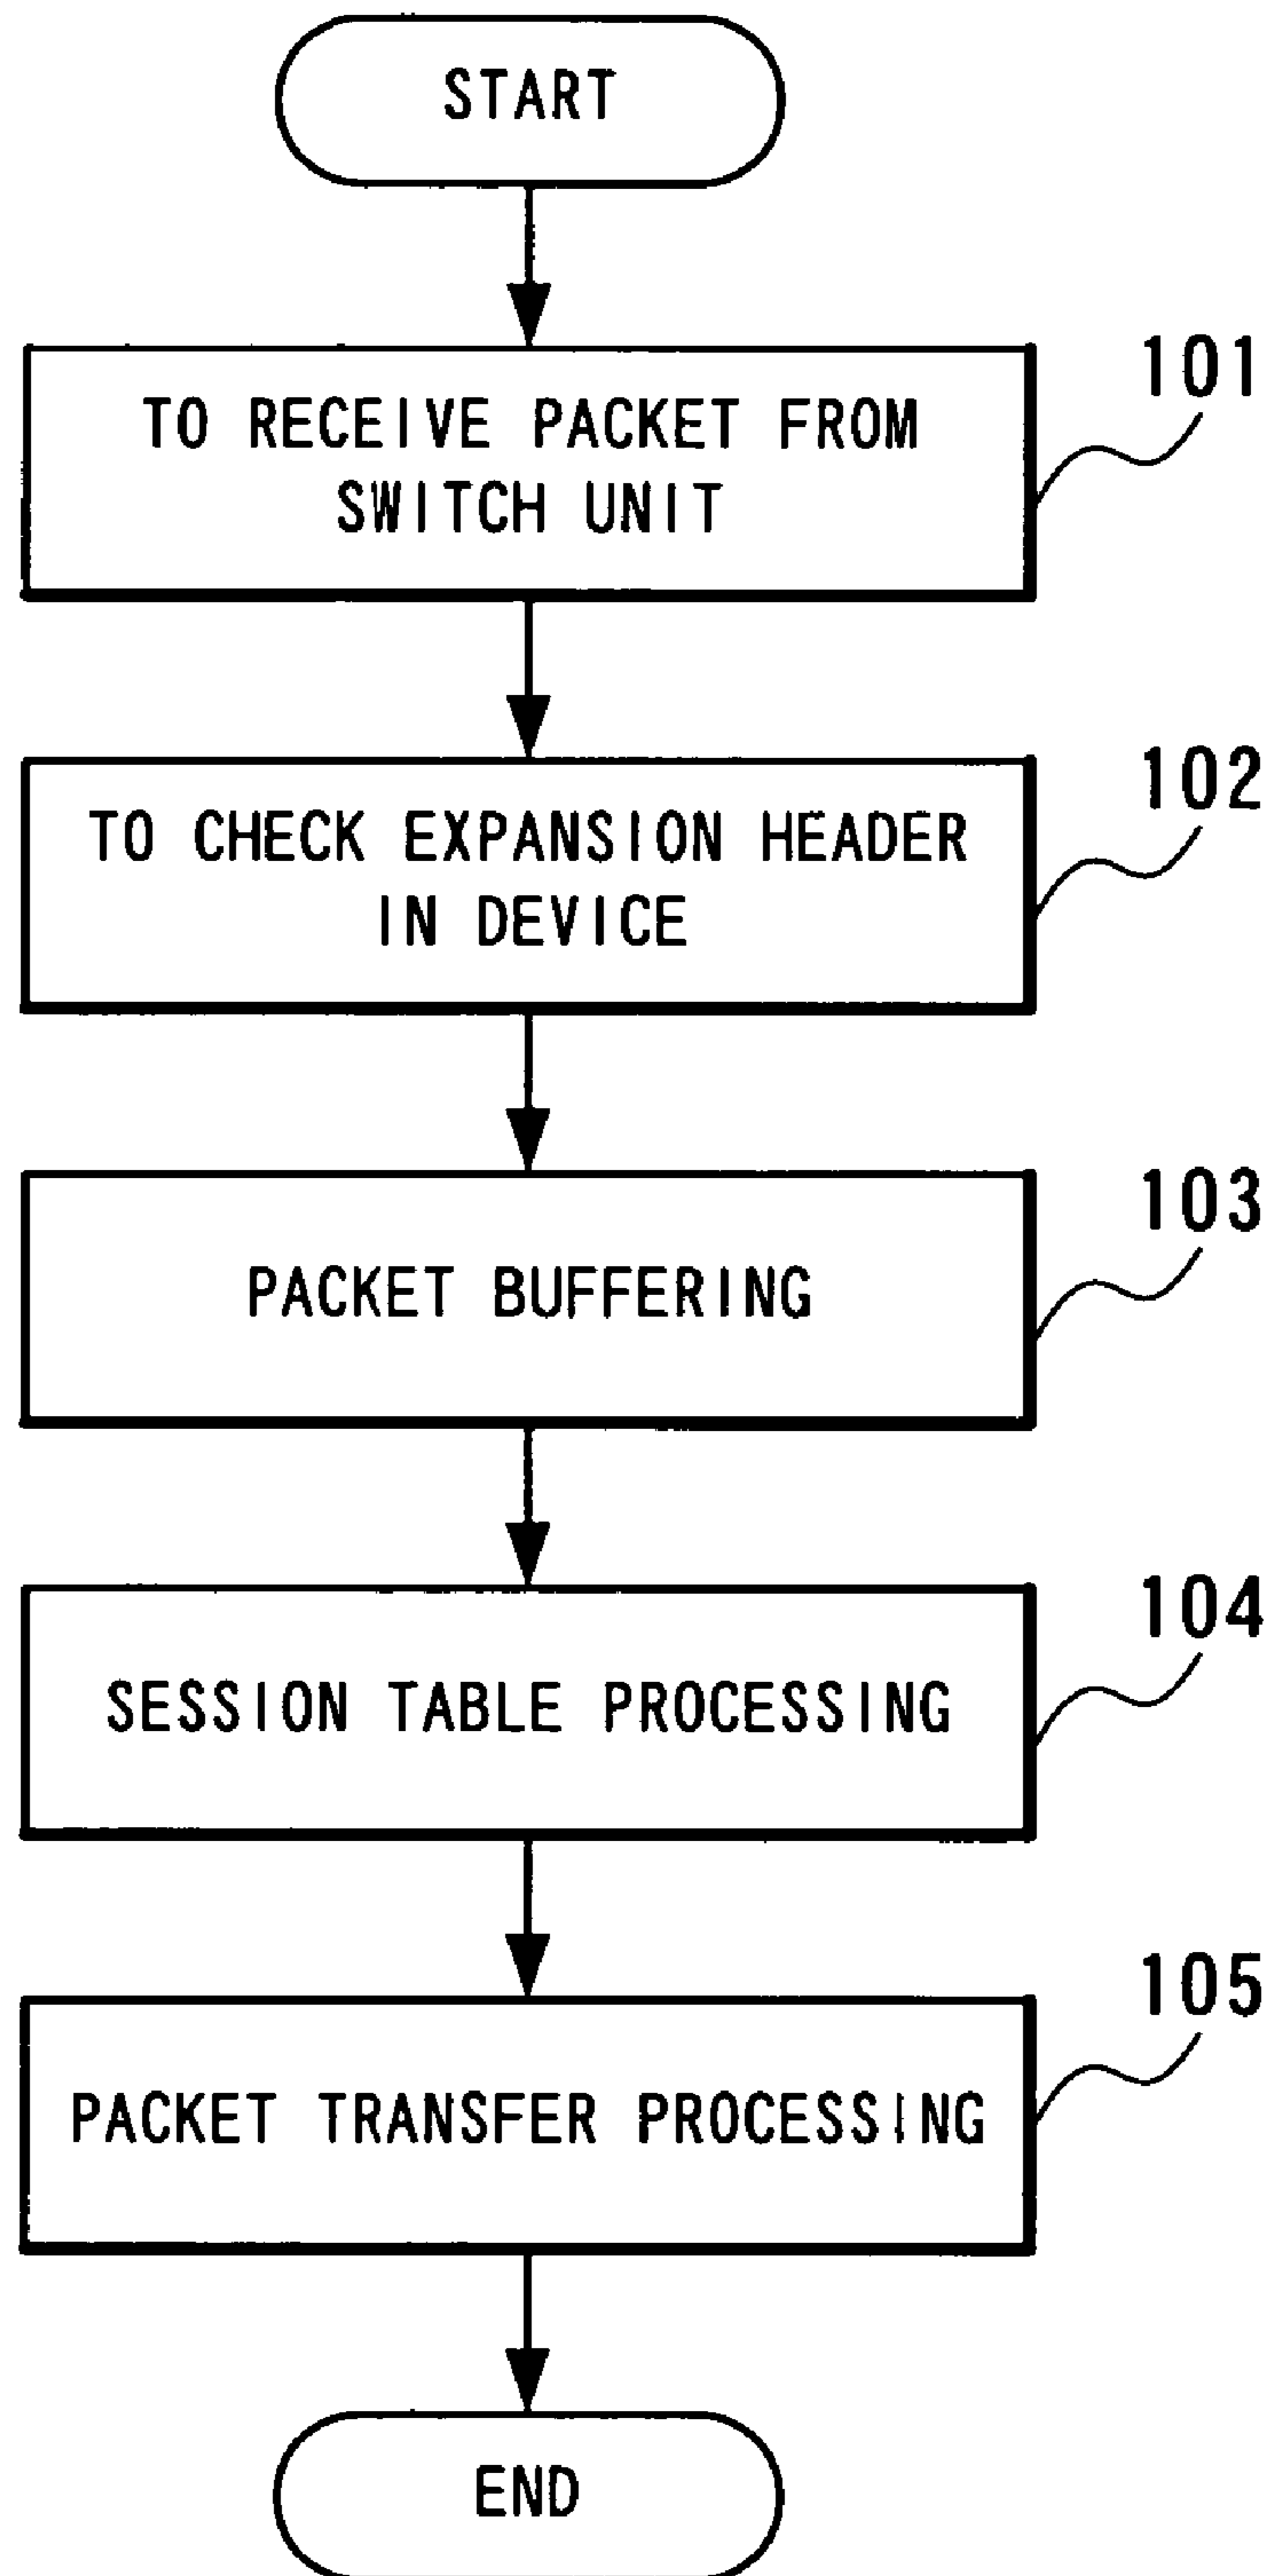 START
101
TO RECEIVE PACKET FROM
SWITCH UNIT
102
TO CHECK EXPANSION HEADER
IN DEVICE
103
PACKET BUFFERING
104
SESSION TABLE PROCESSING
105
PACKET TRANSFER PROCESSING
END